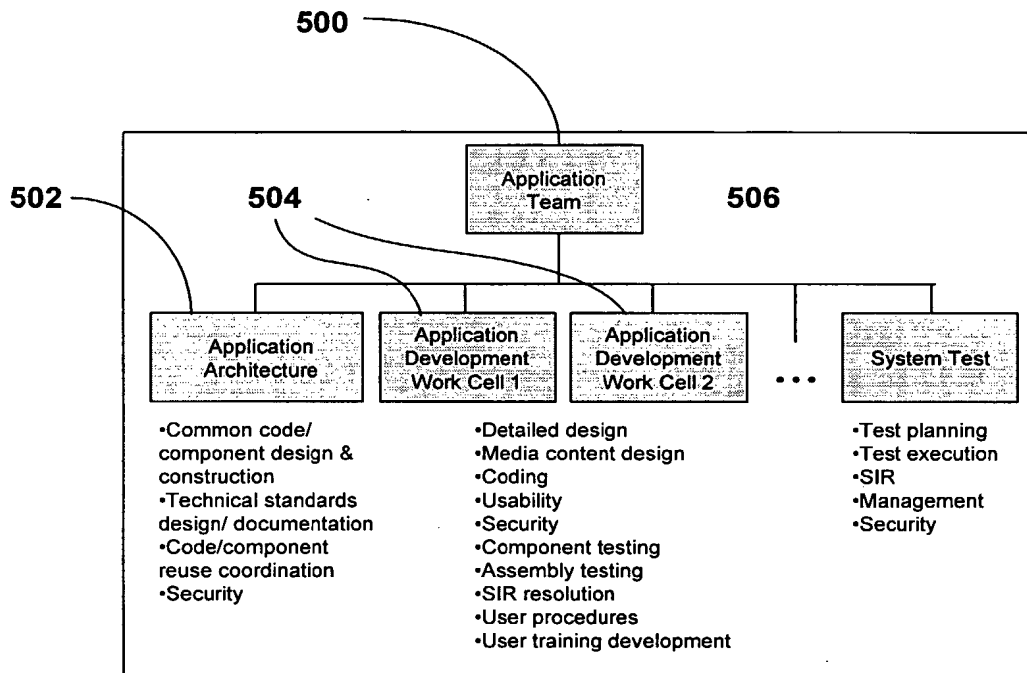 500
502
504
506
Application
Team
Application
Architecture
Application
Development
Work Cell 1
Application
Development
Work Cell 2
...
System Test
•Common code/
component design &
construction
•Technical standards
design/ documentation
•Code/component
reuse coordination
•Security
•Detailed design
•Media content design
•Coding
•Usability
•Security
•Component testing
•Assembly testing
•SIR resolution
•User procedures
•User training development
•Test planning
•Test execution
•SIR
•Management
•Security